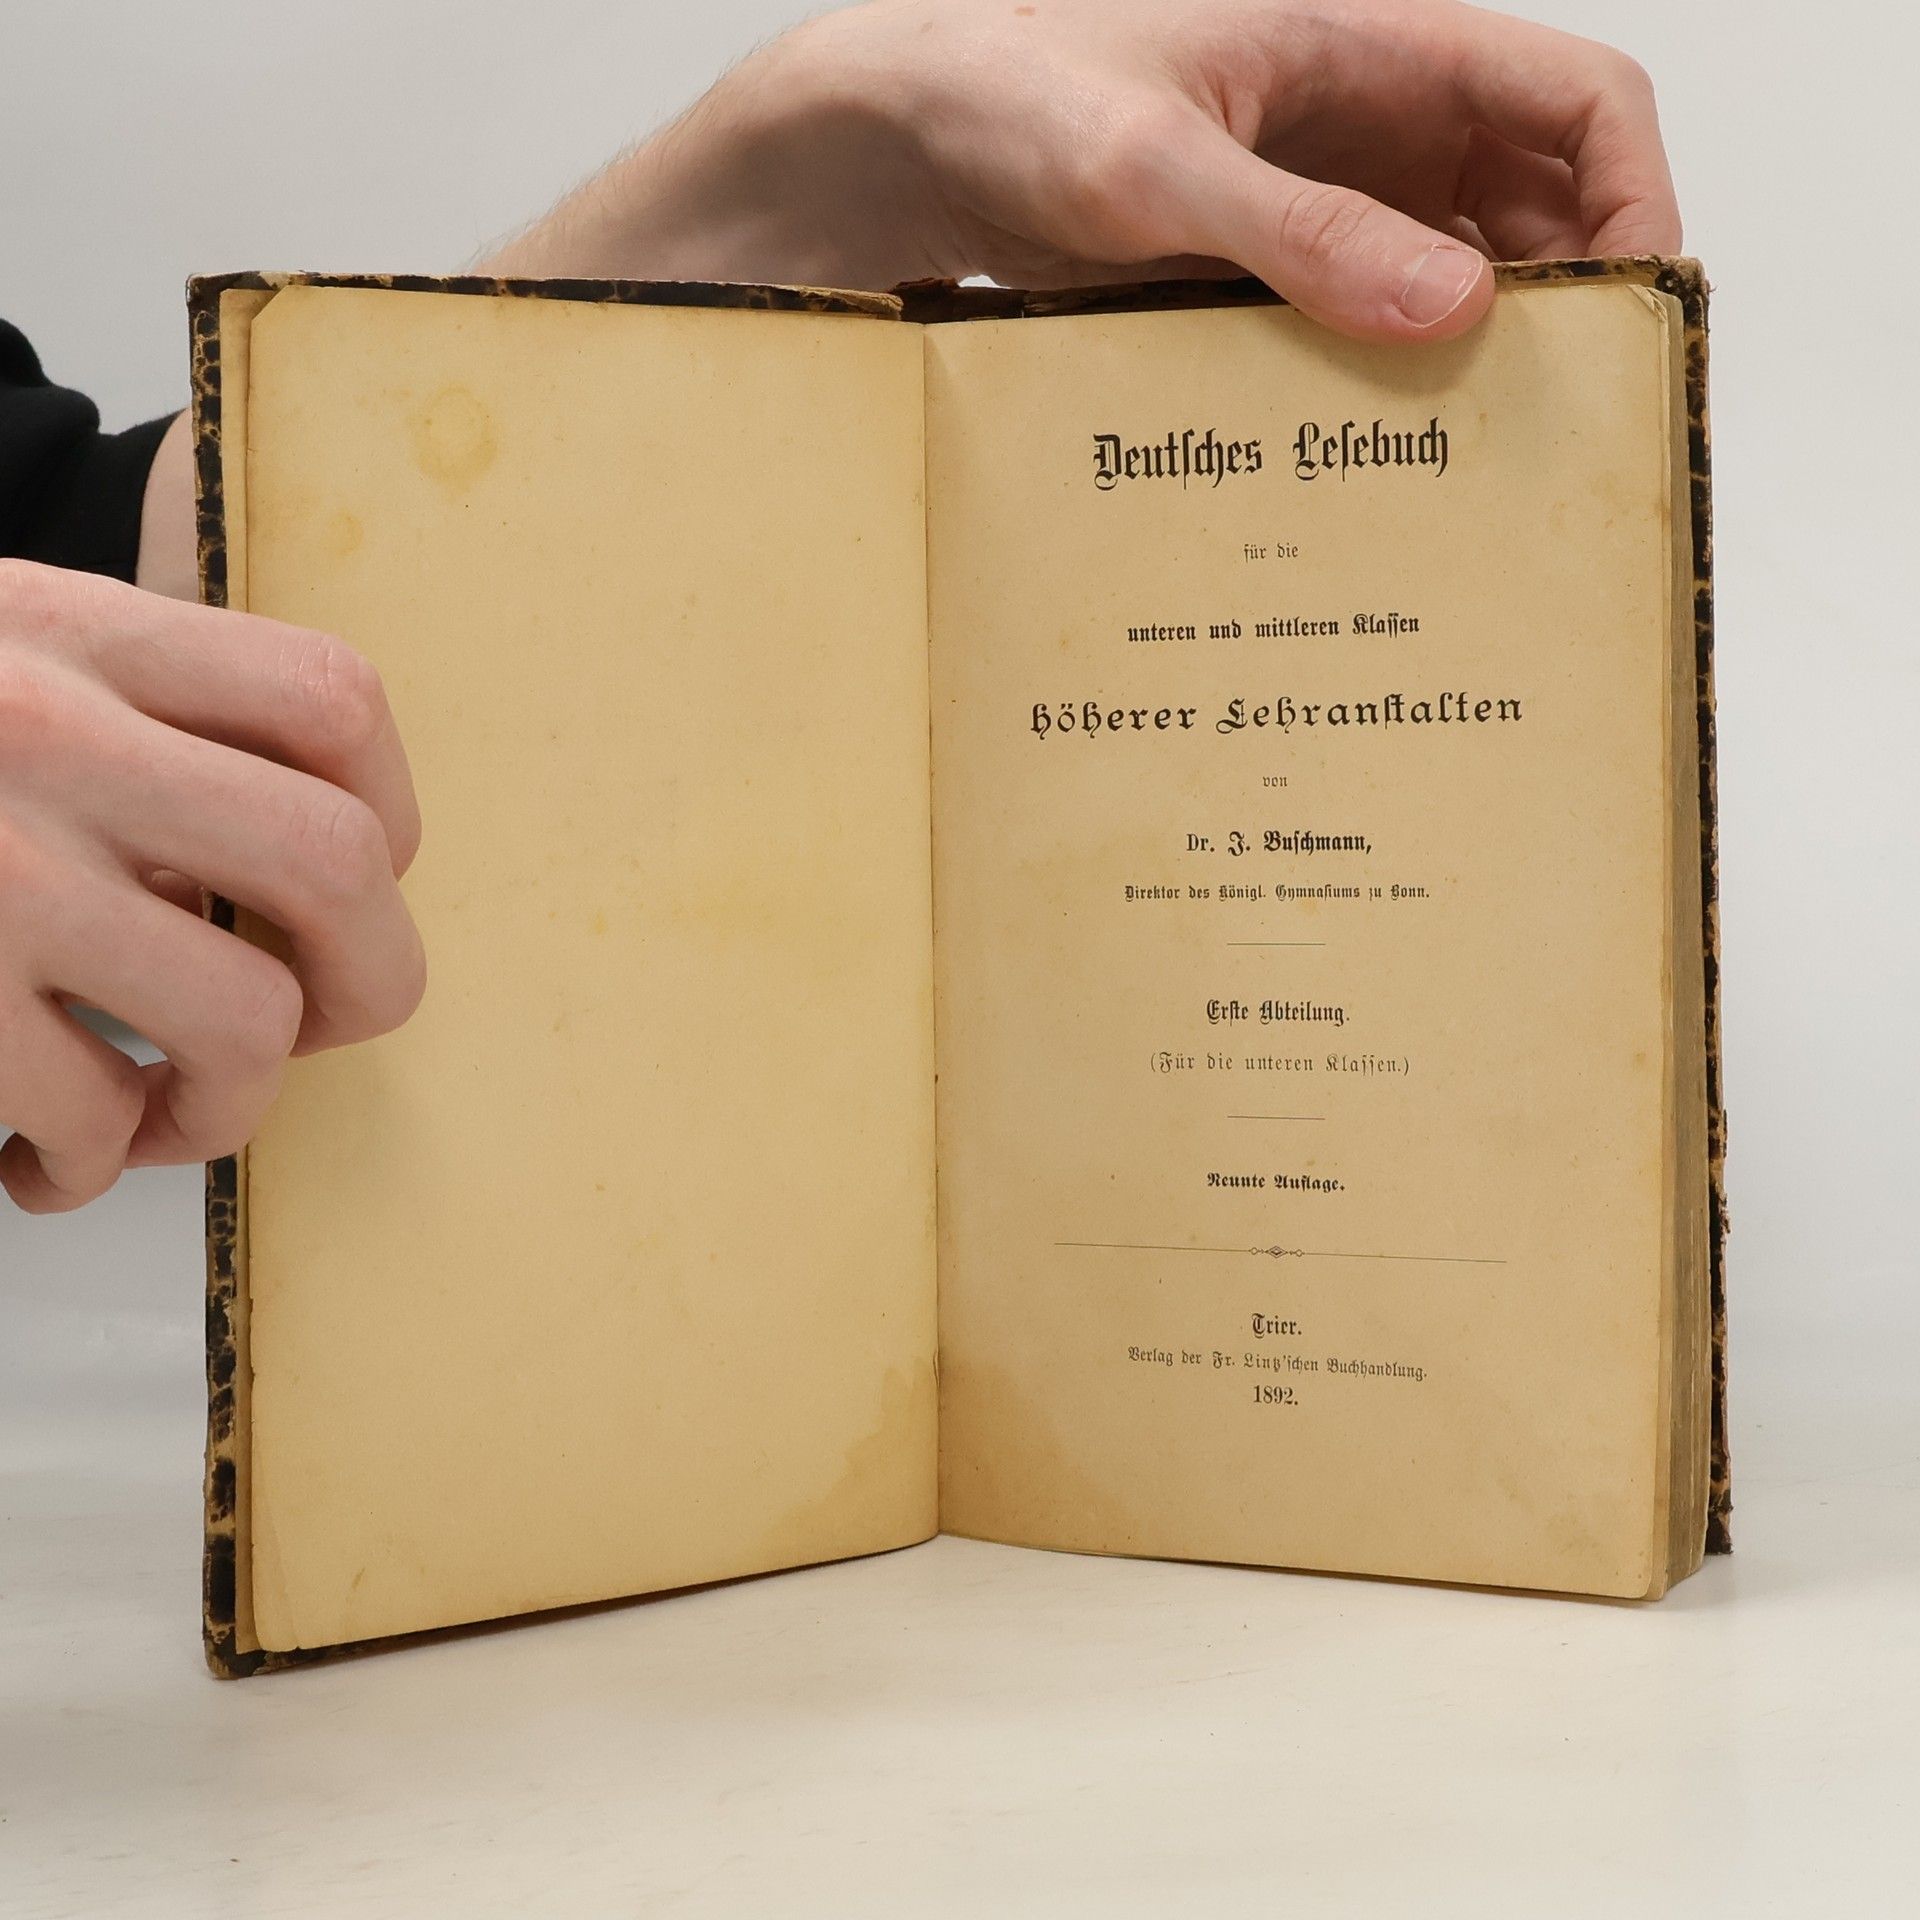 Deutſches Leſebuch
für die
unteren und mittleren Klaſſen
höherer Lehranſtalten
von
Dr. J. Buſchmann,
Direktor des Königl. Gymnaſiums zu Bonn.
Erſte Abteilung.
(Für die unteren Klaſſen.)
Neunte Auflage.
Trier.
Verlag der Fr. Lintz'ſchen Buchhandlung.
1892.